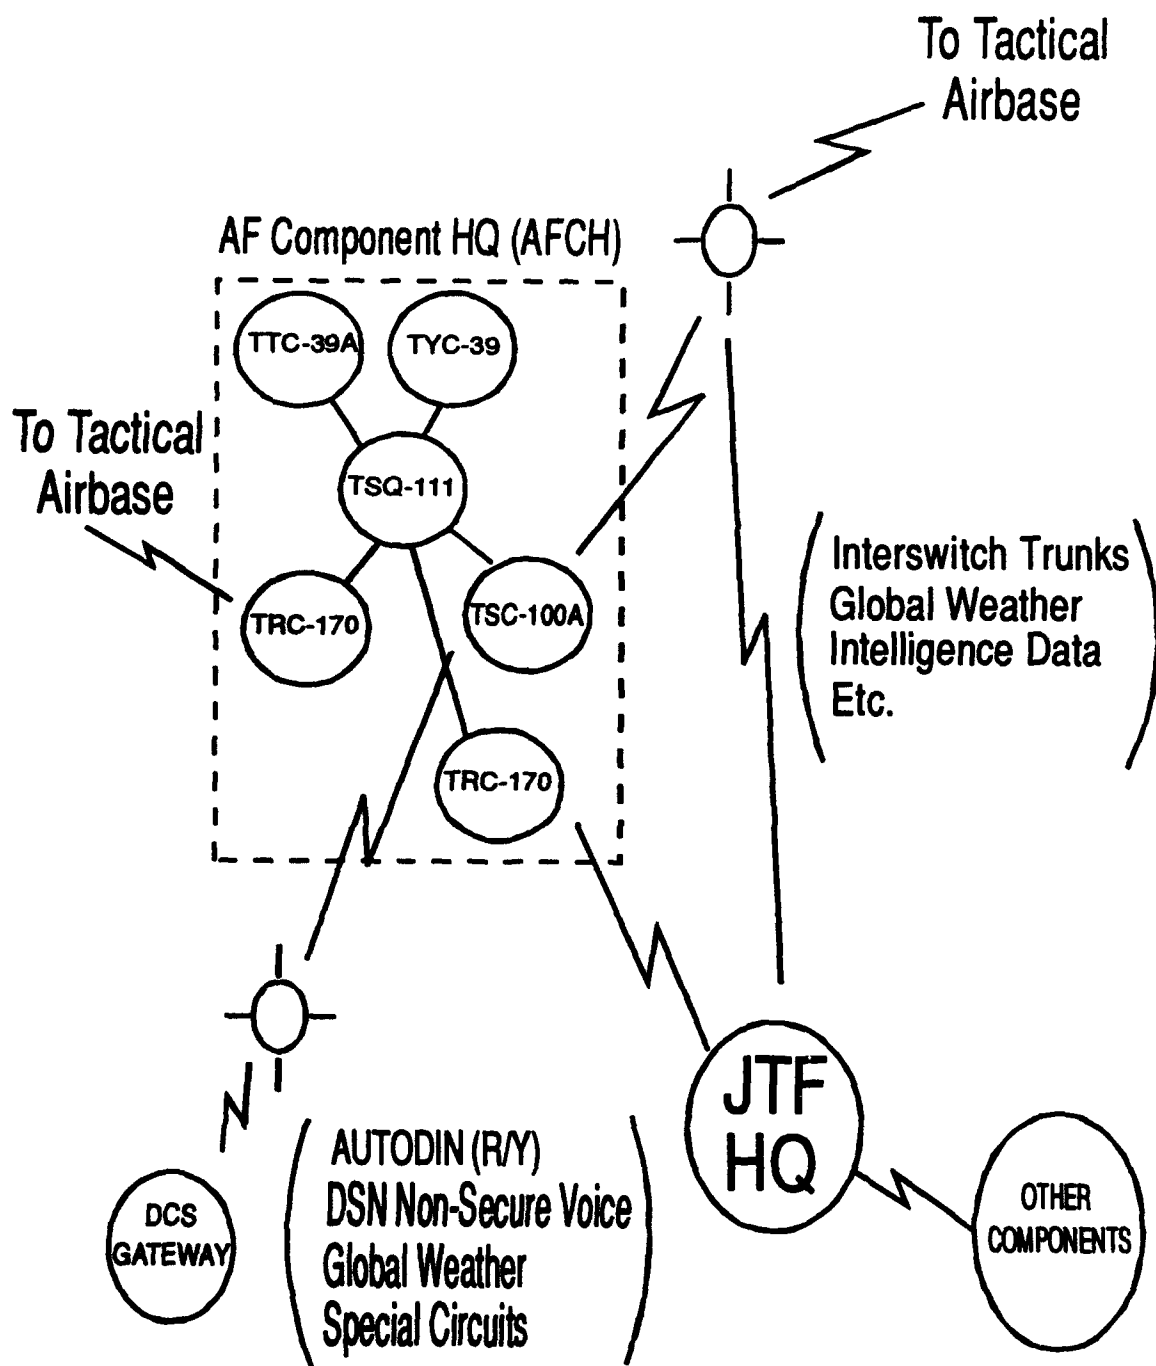 To Tactical
Airbase
AF Component HQ (AFCH)
TTC-39A
TYC-39
To Tactical
Airbase
TSQ-111
TRC-170
TSC-100A
Interswitch Trunks
Global Weather
Intelligence Data
Etc.
TRC-170
JTF
HQ
AUTODIN (R/Y)
DSN Non-Secure Voice
Global Weather
Special Circuits
DCS
GATEWAY
OTHER
COMPONENTS